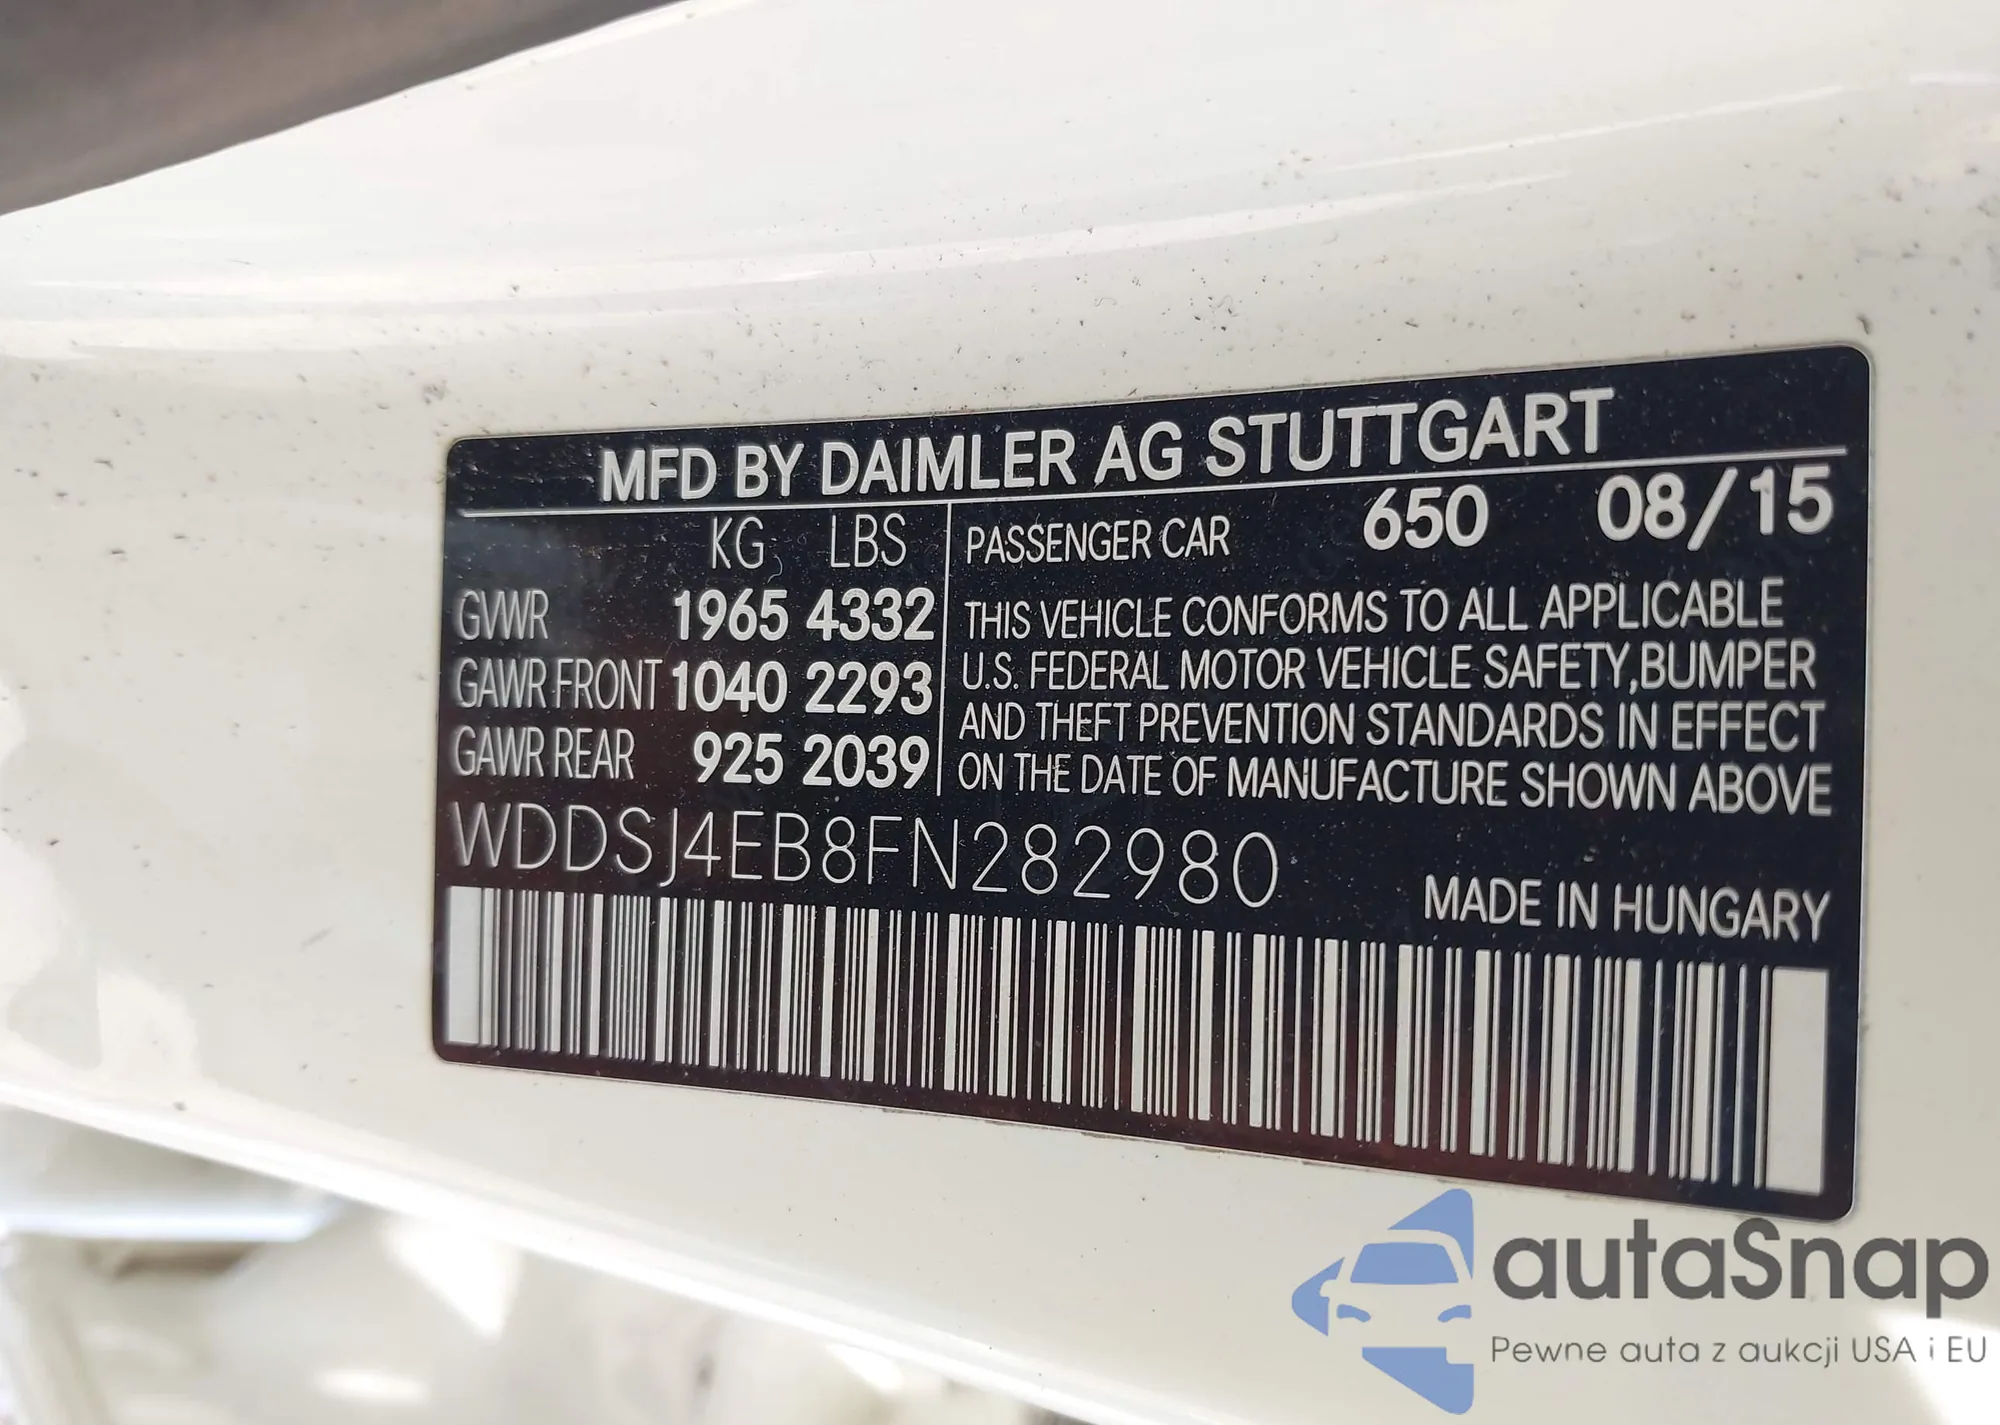 MFD BY DAIMLER AG STUTTGART
KG LBS
GVWR 1965 4332
GAWR FRONT 1040 2293
GAWR REAR 925 2039
PASSENGER CAR 650 08/15
THIS VEHICLE CONFORMS TO ALL APPLICABLE
U.S. FEDERAL MOTOR VEHICLE SAFETY,BUMPER
AND THEFT PREVENTION STANDARDS IN EFFECT
ON THE DATE OF MANUFACTURE SHOWN ABOVE
WDDSJ4EB8FN282980
MADE IN HUNGARY
autaSnap
Pewne auta z aukcji USA i EU